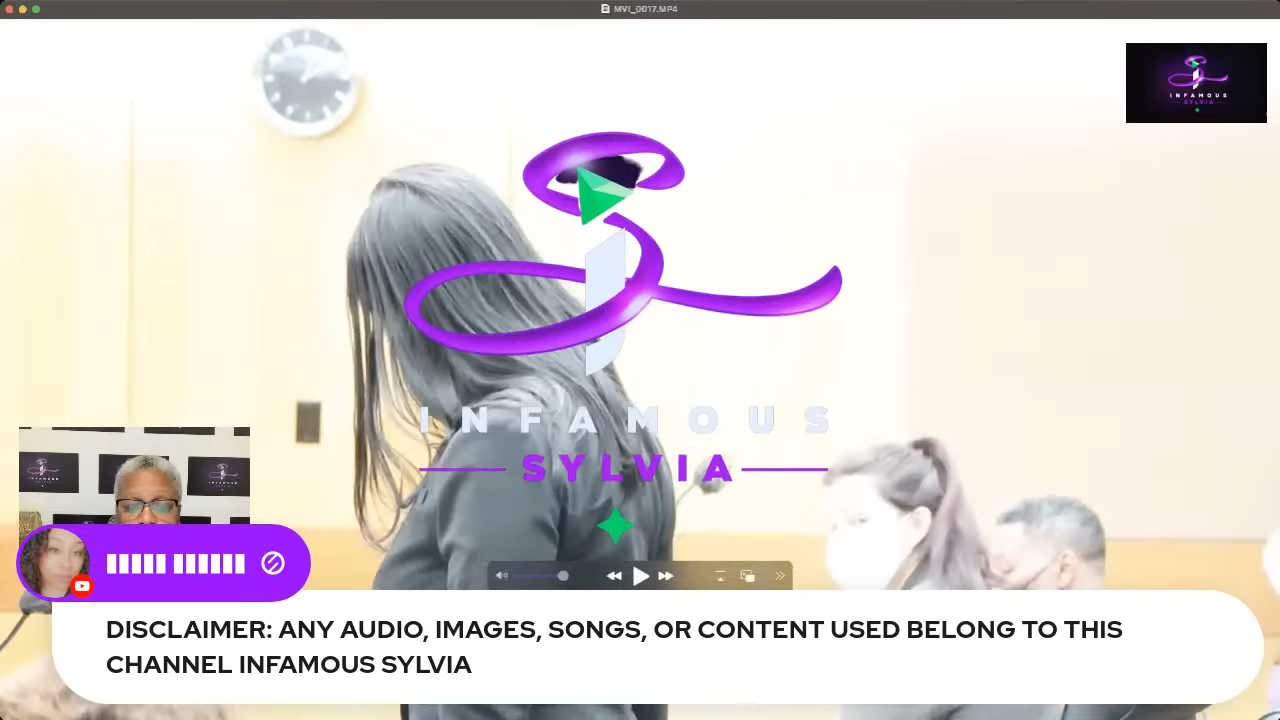 MVI_0017.MP4
INFAMOUS
SYLVIA
INFAMOUS
SYLVIA
DISCLAIMER: ANY AUDIO, IMAGES, SONGS, OR CONTENT USED BELONG TO THIS
CHANNEL INFAMOUS SYLVIA